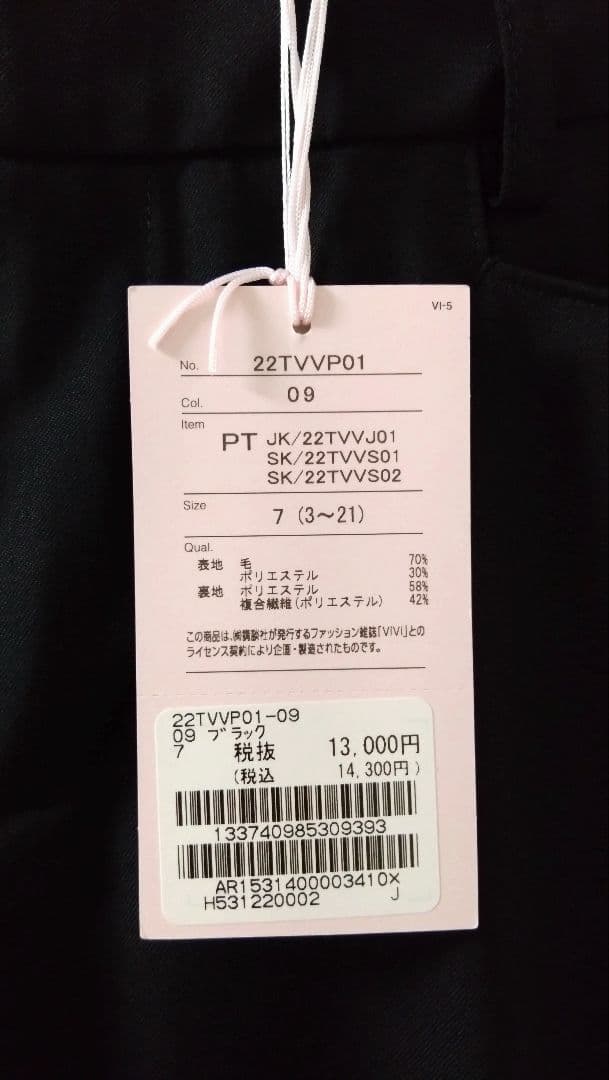 VI-5
No. 22TVVP01
Col. 09
Item PT JK/22TVVJ01
SK/22TVVS01
SK/22TVVS02
Size 7 (3～21)
Qual.
表地 毛 70%
ポリエステル 30%
裏地 ポリエステル 58%
複合繊維(ポリエステル) 42%
この商品は、㈱講談社が発行するファッション雑誌「ViVi」との
ライセンス契約により企画・製造されたものです。
22TVVP01-09
09 ブラック
7 税抜 13,000円
(税込 14,300円)
133740985309393
AR1531400003410X
H531220002 J